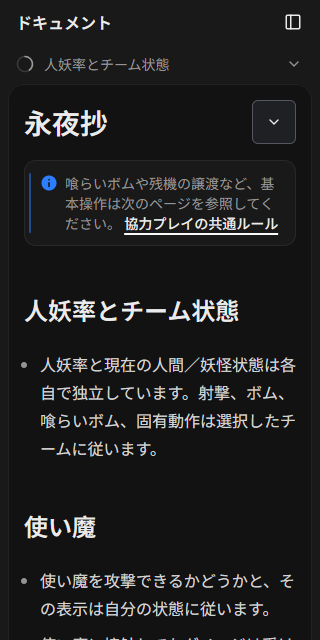 ドキュメント
人妖率とチーム状態
永夜抄
喰らいボムや残機の譲渡など、基
本操作は次のページを参照してく
ださい。 協力プレイの共通ルール
人妖率とチーム状態
人妖率と現在の人間／妖怪状態は各
自で独立しています。射撃、ボム、
喰らいボム、固有動作は選択したチ
ームに従います。
使い魔
使い魔を攻撃できるかどうかと、そ
の表示は自分の状態に従います。